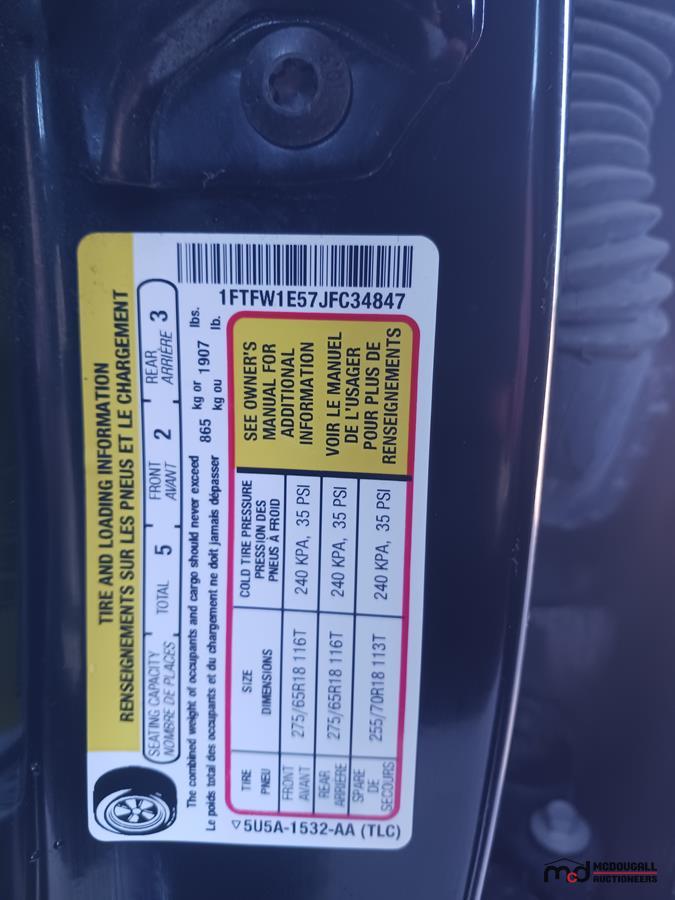 1FTFW1E57JFC34847
TIRE AND LOADING INFORMATION
RENSEIGNEMENTS SUR LES PNEUS ET LE CHARGEMENT
SEATING CAPACITY TOTAL 5 FRONT 2 REAR 3
NOMBRE DE PLACES AVANT ARRIÈRE
The combined weight of occupants and cargo should never exceed 865 kg or 1907 lbs.
Le poids total des occupants et du chargement ne doit jamais dépasser kg ou lb.
TIRE SIZE COLD TIRE PRESSURE
PNEU DIMENSIONS PRESSION DES
PNEUS À FROID
FRONT
AVANT 275/65R18 116T 240 KPA, 35 PSI
REAR
ARRIÈRE 275/65R18 116T 240 KPA, 35 PSI
SPARE
DE
SECOURS 255/70R18 113T 240 KPA, 35 PSI
SEE OWNER'S
MANUAL FOR
ADDITIONAL
INFORMATION
VOIR LE MANUEL
DE L'USAGER
POUR PLUS DE
RENSEIGNEMENTS
▽5U5A-1532-AA (TLC)
mcd MCDOUGALL
AUCTIONEERS